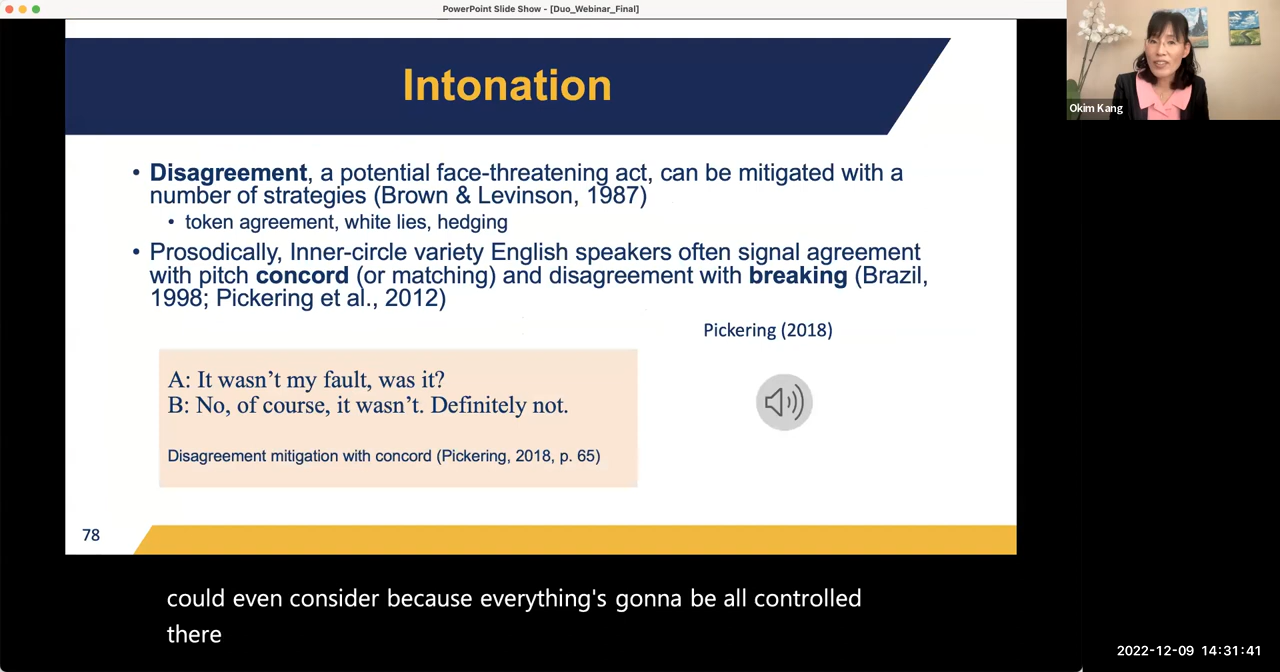 PowerPoint Slide Show - [Duo_Webinar_Final]
Okim Kang
Intonation
• Disagreement, a potential face-threatening act, can be mitigated with a
number of strategies (Brown & Levinson, 1987)
• token agreement, white lies, hedging
• Prosodically, Inner-circle variety English speakers often signal agreement
with pitch concord (or matching) and disagreement with breaking (Brazil,
1998; Pickering et al., 2012)
Pickering (2018)
A: It wasn’t my fault, was it?
B: No, of course, it wasn’t. Definitely not.
Disagreement mitigation with concord (Pickering, 2018, p. 65)
78
could even consider because everything's gonna be all controlled
there
2022-12-09 14:31:41